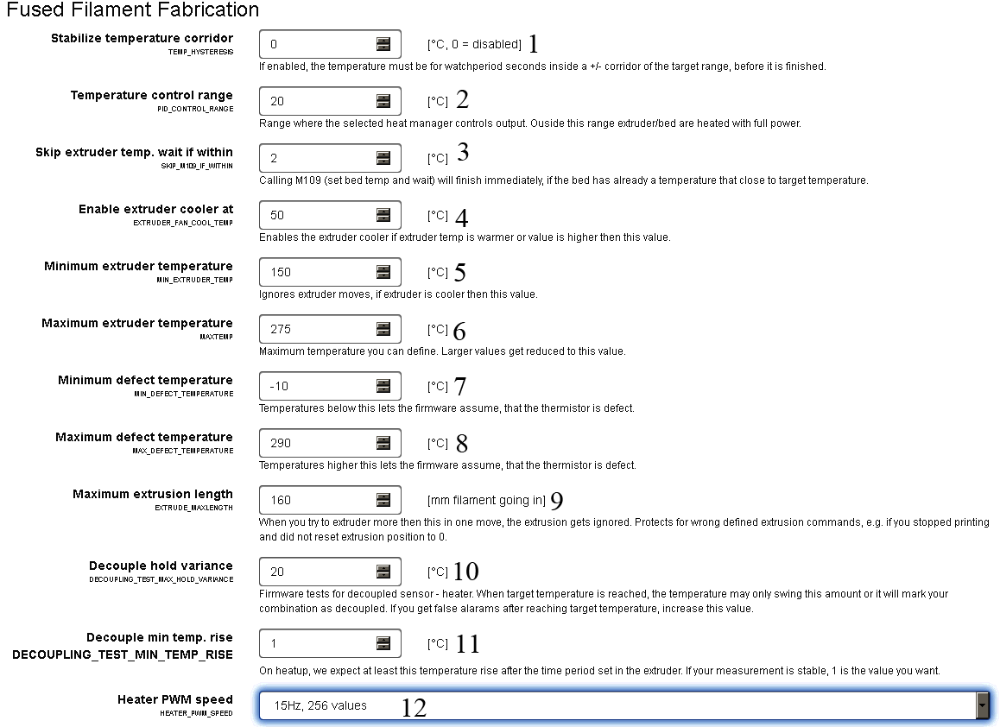 Fused Filament Fabrication
Stabilize temperature corridor 0 [°C, 0 = disabled] 1
TEMP_HYSTERESIS
If enabled, the temperature must be for watchperiod seconds inside a +/- corridor of the target range, before it is finished.
Temperature control range 20 [°C] 2
PID_CONTROL_RANGE
Range where the selected heat manager controls output. Ouside this range extruder/bed are heated with full power.
Skip extruder temp. wait if within 2 [°C] 3
SKIP_M109_IF_WITHIN
Calling M109 (set bed temp and wait) will finish immediately, if the bed has already a temperature that close to target temperature.
Enable extruder cooler at 50 [°C] 4
EXTRUDER_FAN_COOL_TEMP
Enables the extruder cooler if extruder temp is warmer or value is higher then this value.
Minimum extruder temperature 150 [°C] 5
MIN_EXTRUDER_TEMP
Ignores extruder moves, if extruder is cooler then this value.
Maximum extruder temperature 275 [°C] 6
MAXTEMP
Maximum temperature you can define. Larger values get reduced to this value.
Minimum defect temperature -10 [°C] 7
MIN_DEFECT_TEMPERATURE
Temperatures below this lets the firmware assume, that the thermistor is defect.
Maximum defect temperature 290 [°C] 8
MAX_DEFECT_TEMPERATURE
Temperatures higher this lets the firmware assume, that the thermistor is defect.
Maximum extrusion length 160 [mm filament going in] 9
EXTRUDE_MAXLENGTH
When you try to extruder more then this in one move, the extrusion gets ignored. Protects for wrong defined extrusion commands, e.g. if you stopped printing
and did not reset extrusion position to 0.
Decouple hold variance 20 [°C] 10
DECOUPLING_TEST_MAX_HOLD_VARIANCE
Firmware tests for decoupled sensor - heater. When target temperature is reached, the temperature may only swing this amount or it will mark your
combination as decoupled. If you get false alarams after reaching target temperature, increase this value.
Decouple min temp. rise 1 [°C] 11
DECOUPLING_TEST_MIN_TEMP_RISE
On heatup, we expect at least this temperature rise after the time period set in the extruder. If your measurement is stable, 1 is the value you want.
Heater PWM speed 15Hz, 256 values 12
HEATER_PWM_SPEED